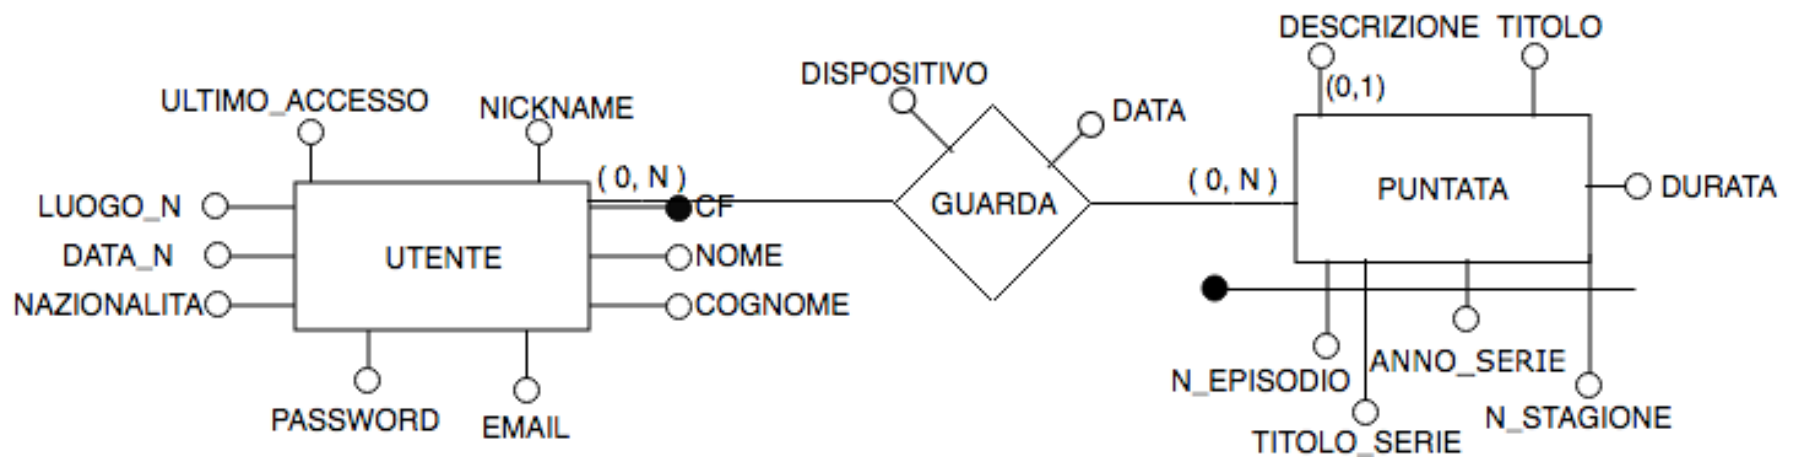 DESCRIZIONE TITOLO
DISPOSITIVO
(0,1)
ULTIMO_ACCESSO
NICKNAME
DATA
( 0, N )
( 0, N )
PUNTATA
DURATA
LUOGO_N
CF
GUARDA
DATA_N
UTENTE
NOME
NAZIONALITA
COGNOME
ANNO_SERIE
N_EPISODIO
PASSWORD
EMAIL
N_STAGIONE
TITOLO_SERIE